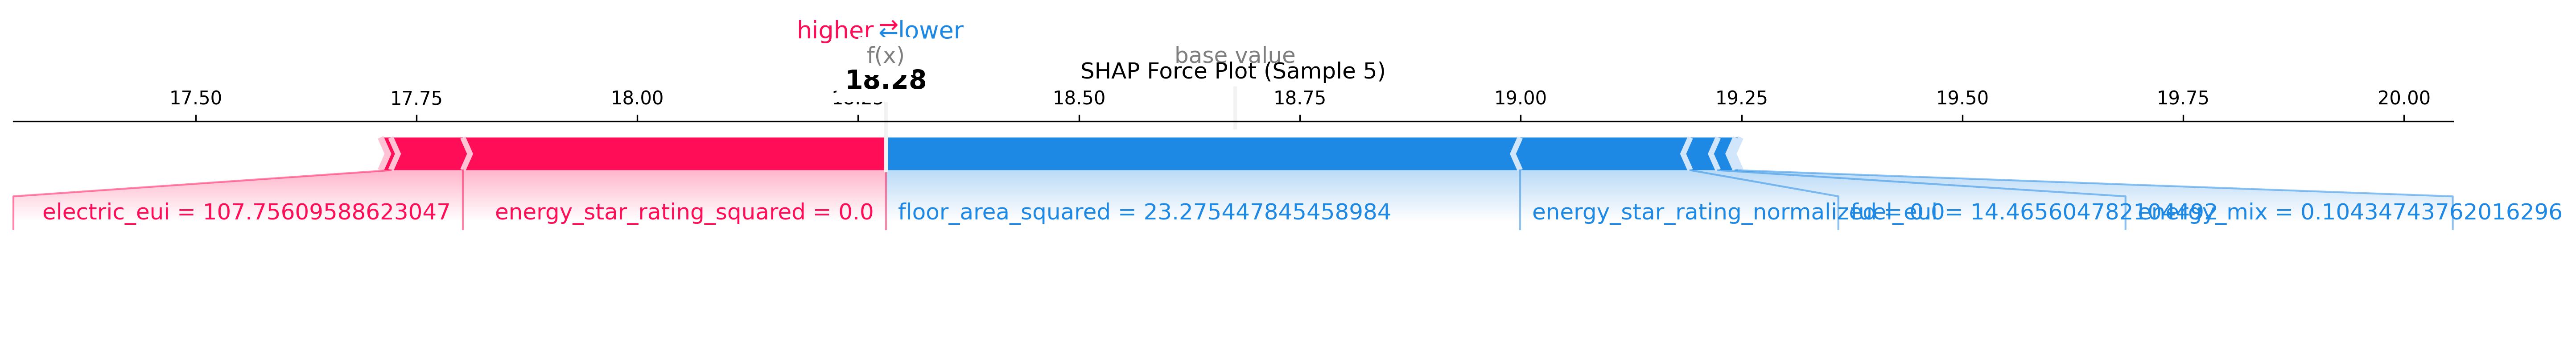 higher ⇄ lower
f(x) base value
18.28 SHAP Force Plot (Sample 5)
17.50 17.75 18.00 18.25 18.50 18.75 19.00 19.25 19.50 19.75 20.00
electric_eui = 107.75609588623047 energy_star_rating_squared = 0.0 floor_area_squared = 23.275447845458984 energy_star_rating_normalized = 0.0 fuel_eui = 14.465604782104492 energy_mix = 0.10434743762016296